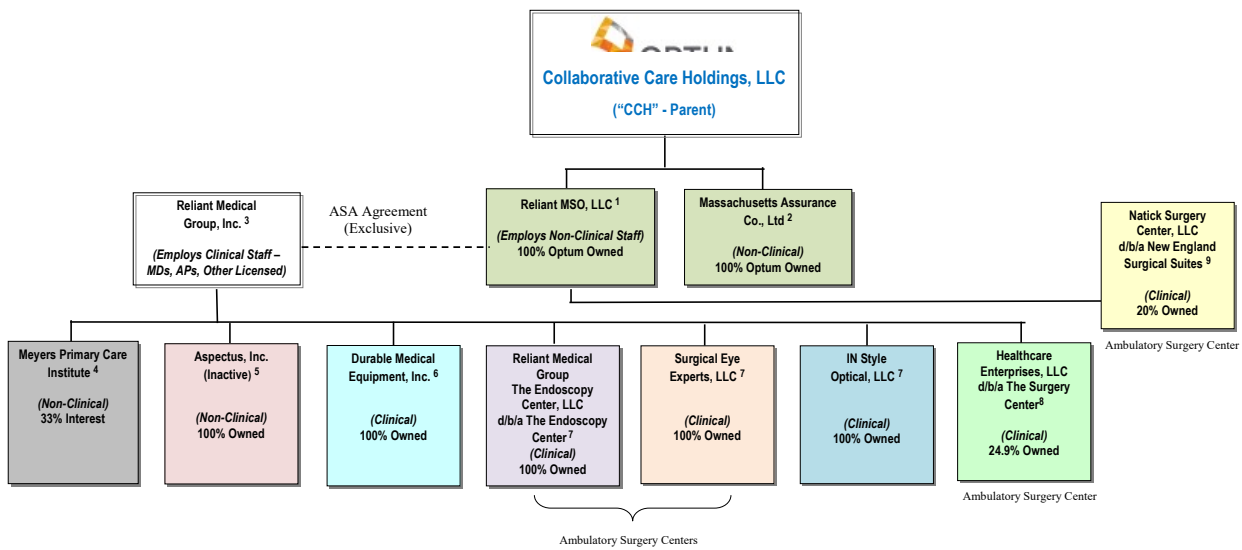 Collaborative Care Holdings, LLC
("CCH" - Parent)
Reliant Medical
Group, Inc. 3
(Employs Clinical Staff –
MDs, APs, Other Licensed)
ASA Agreement
(Exclusive)
Reliant MSO, LLC 1
(Employs Non-Clinical Staff)
100% Optum Owned
Massachusetts Assurance
Co., Ltd 2
(Non-Clinical)
100% Optum Owned
Natick Surgery
Center, LLC
d/b/a New England
Surgical Suites 9
(Clinical)
20% Owned
Ambulatory Surgery Center
Meyers Primary Care
Institute 4
(Non-Clinical)
33% Interest
Aspectus, Inc.
(Inactive) 5
(Non-Clinical)
100% Owned
Durable Medical
Equipment, Inc. 6
(Clinical)
100% Owned
Reliant Medical
Group
The Endoscopy
Center, LLC
d/b/a The Endoscopy
Center 7
(Clinical)
100% Owned
Surgical Eye
Experts, LLC 7
(Clinical)
100% Owned
IN Style
Optical, LLC 7
(Clinical)
100% Owned
Healthcare
Enterprises, LLC
d/b/a The Surgery
Center8
(Clinical)
24.9% Owned
Ambulatory Surgery Center
Ambulatory Surgery Centers